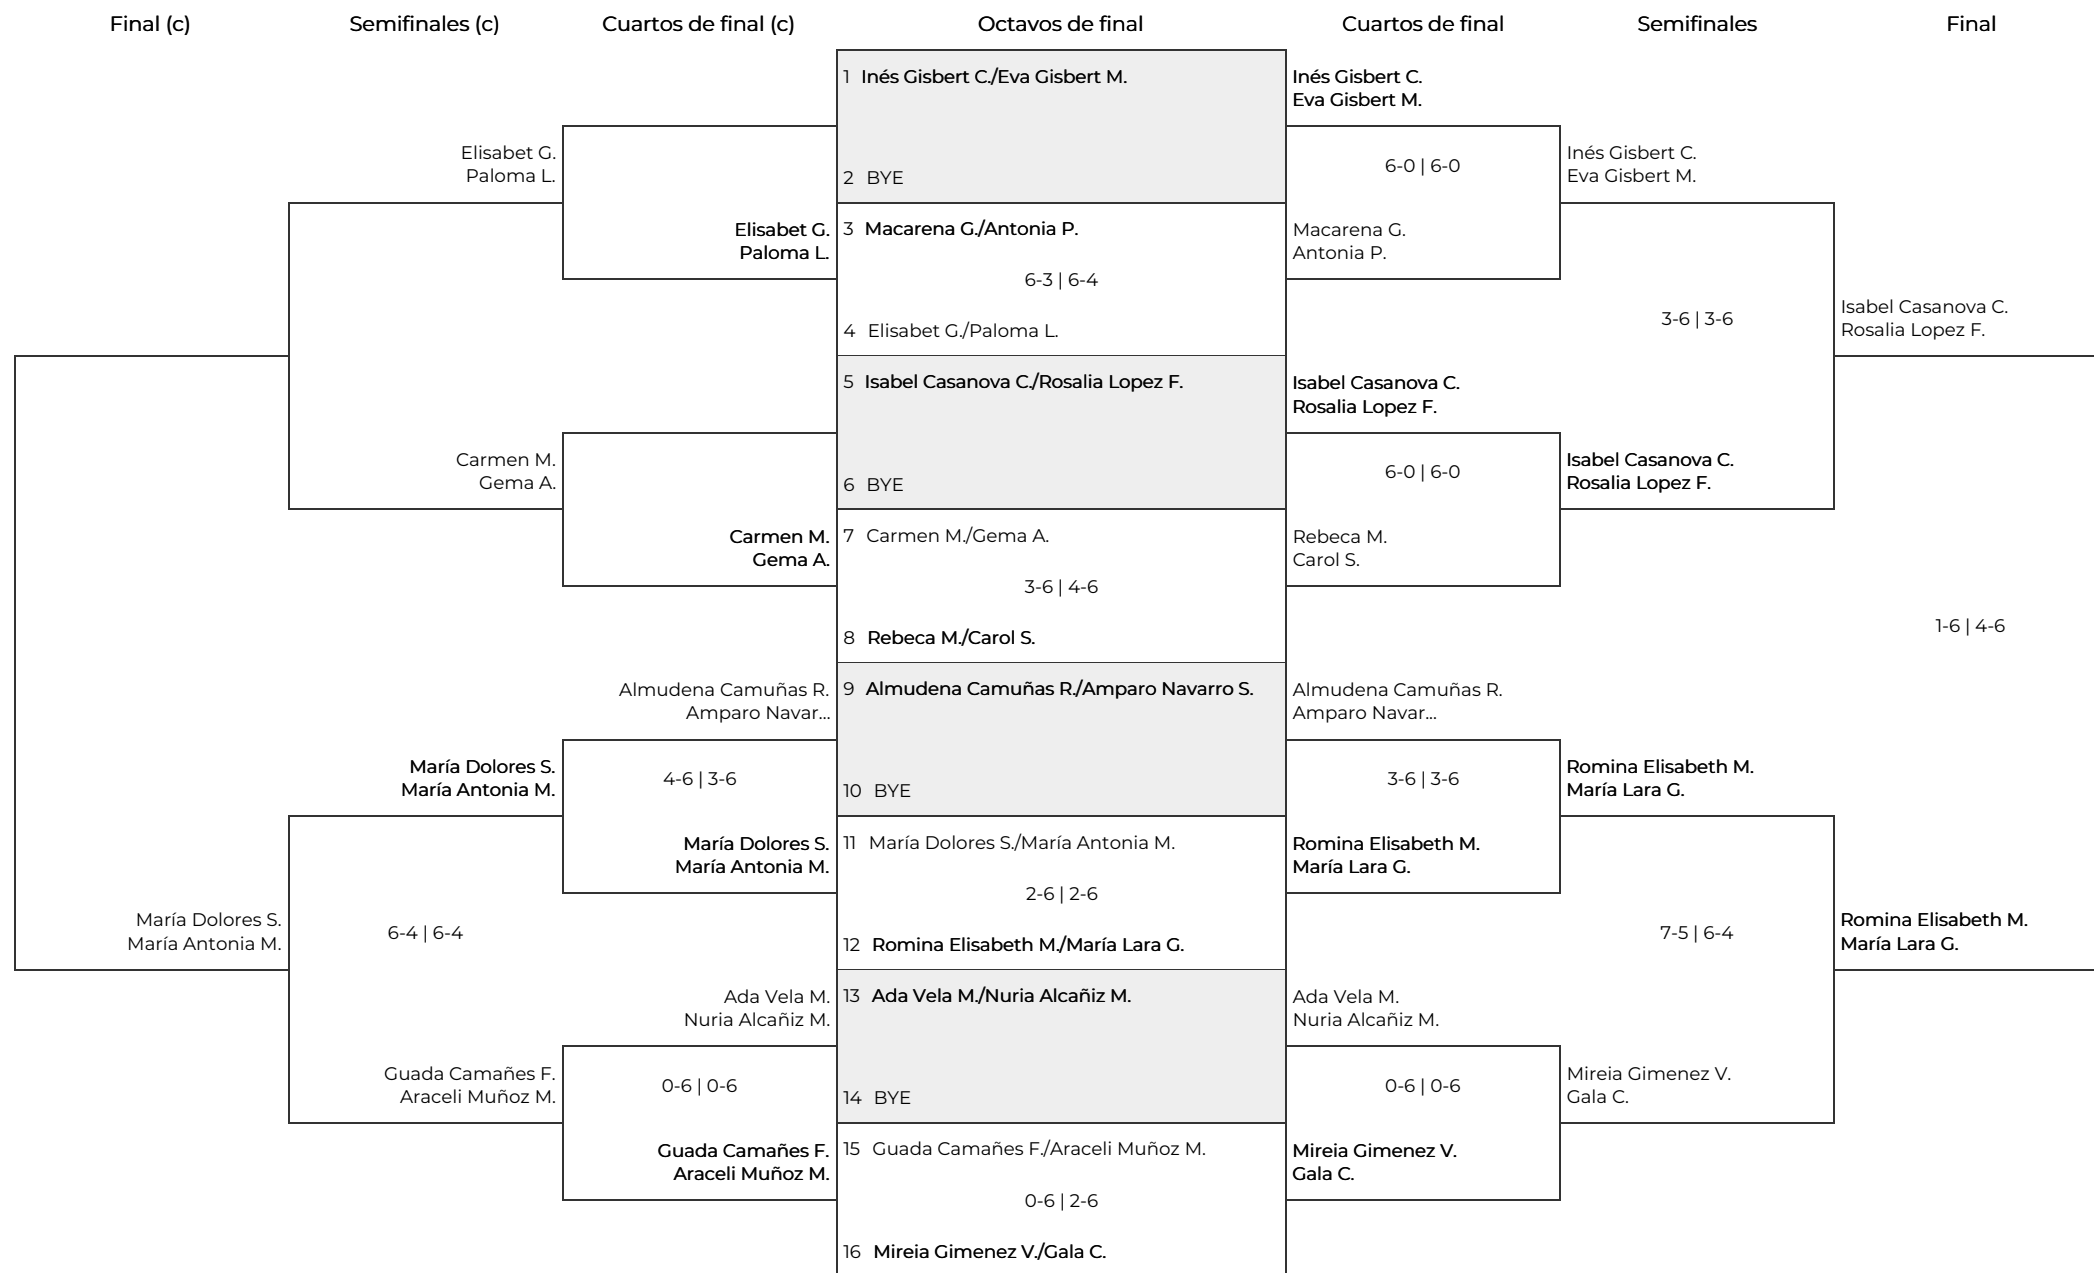 Final (c)
Semifinales (c)
Cuartos de final (c)
Octavos de final
Cuartos de final
Semifinales
Final
Elisabet G.
Paloma L.
Carmen M.
Gema A.
María Dolores S.
María Antonia M.
6-4 | 6-4
María Dolores S.
María Antonia M.
Guada Camañes F.
Araceli Muñoz M.
Elisabet G.
Paloma L.
Carmen M.
Gema A.
Almudena Camuñas R.
Amparo Navar...
4-6 | 3-6
María Dolores S.
María Antonia M.
Ada Vela M.
Nuria Alcañiz M.
0-6 | 0-6
Guada Camañes F.
Araceli Muñoz M.
1 Inés Gisbert C./Eva Gisbert M.
2 BYE
3 Macarena G./Antonia P.
6-3 | 6-4
4 Elisabet G./Paloma L.
5 Isabel Casanova C./Rosalia Lopez F.
6 BYE
7 Carmen M./Gema A.
3-6 | 4-6
8 Rebeca M./Carol S.
9 Almudena Camuñas R./Amparo Navarro S.
10 BYE
11 María Dolores S./María Antonia M.
2-6 | 2-6
12 Romina Elisabeth M./María Lara G.
13 Ada Vela M./Nuria Alcañiz M.
14 BYE
15 Guada Camañes F./Araceli Muñoz M.
0-6 | 2-6
16 Mireia Gimenez V./Gala C.
Inés Gisbert C.
Eva Gisbert M.
6-0 | 6-0
Macarena G.
Antonia P.
Isabel Casanova C.
Rosalia Lopez F.
6-0 | 6-0
Rebeca M.
Carol S.
Almudena Camuñas R.
Amparo Navar...
3-6 | 3-6
Romina Elisabeth M.
María Lara G.
Ada Vela M.
Nuria Alcañiz M.
0-6 | 0-6
Mireia Gimenez V.
Gala C.
Inés Gisbert C.
Eva Gisbert M.
3-6 | 3-6
Isabel Casanova C.
Rosalia Lopez F.
Romina Elisabeth M.
María Lara G.
7-5 | 6-4
Mireia Gimenez V.
Gala C.
Isabel Casanova C.
Rosalia Lopez F.
1-6 | 4-6
Romina Elisabeth M.
María Lara G.